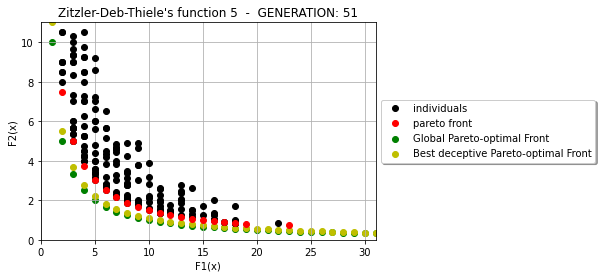 Zitzler-Deb-Thiele's function 5 - GENERATION: 51
F2(x)
10
8
6
4
2
0
0
5
10
15
20
25
30
F1(x)
individuals
pareto front
Global Pareto-optimal Front
Best deceptive Pareto-optimal Front